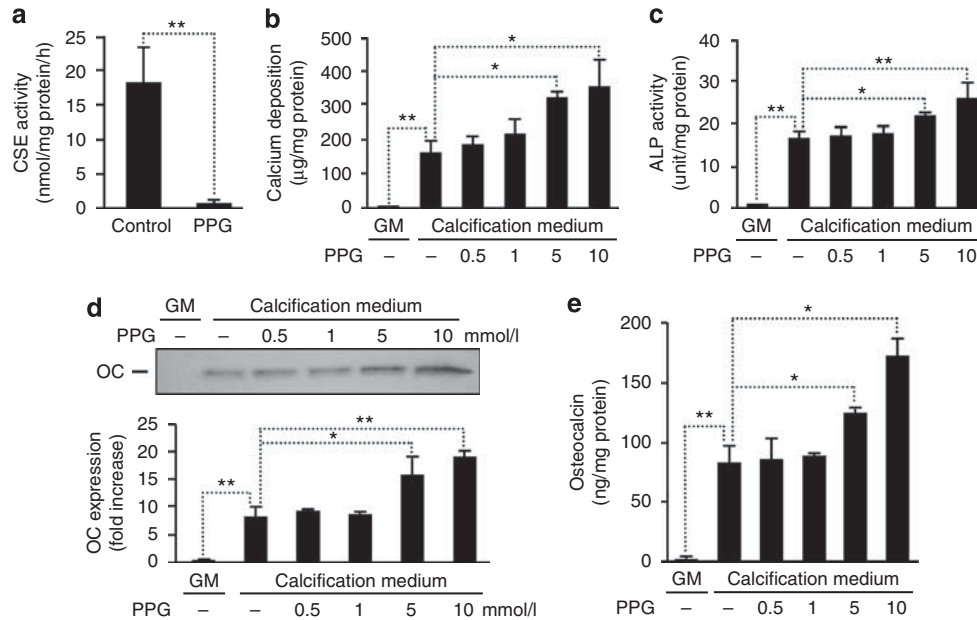 a
**
CSE activity
(nmol/mg protein/h)
25
20
15
10
5
0
Control PPG
b
*
*
**
Calcium deposition
(µg/mg protein)
500
400
300
200
100
0
GM Calcification medium
PPG – – 0.5 1 5 10
c
**
*
**
ALP activity
(unit/mg protein)
40
30
20
10
0
GM Calcification medium
PPG – – 0.5 1 5 10
d
GM Calcification medium
PPG – – 0.5 1 5 10 mmol/l
OC
**
*
**
OC expression
(fold increase)
25
20
15
10
5
0
GM Calcification medium
PPG – – 0.5 1 5 10 mmol/l
e
*
*
**
Osteocalcin
(ng/mg protein)
200
150
100
50
0
GM Calcification medium
PPG – – 0.5 1 5 10